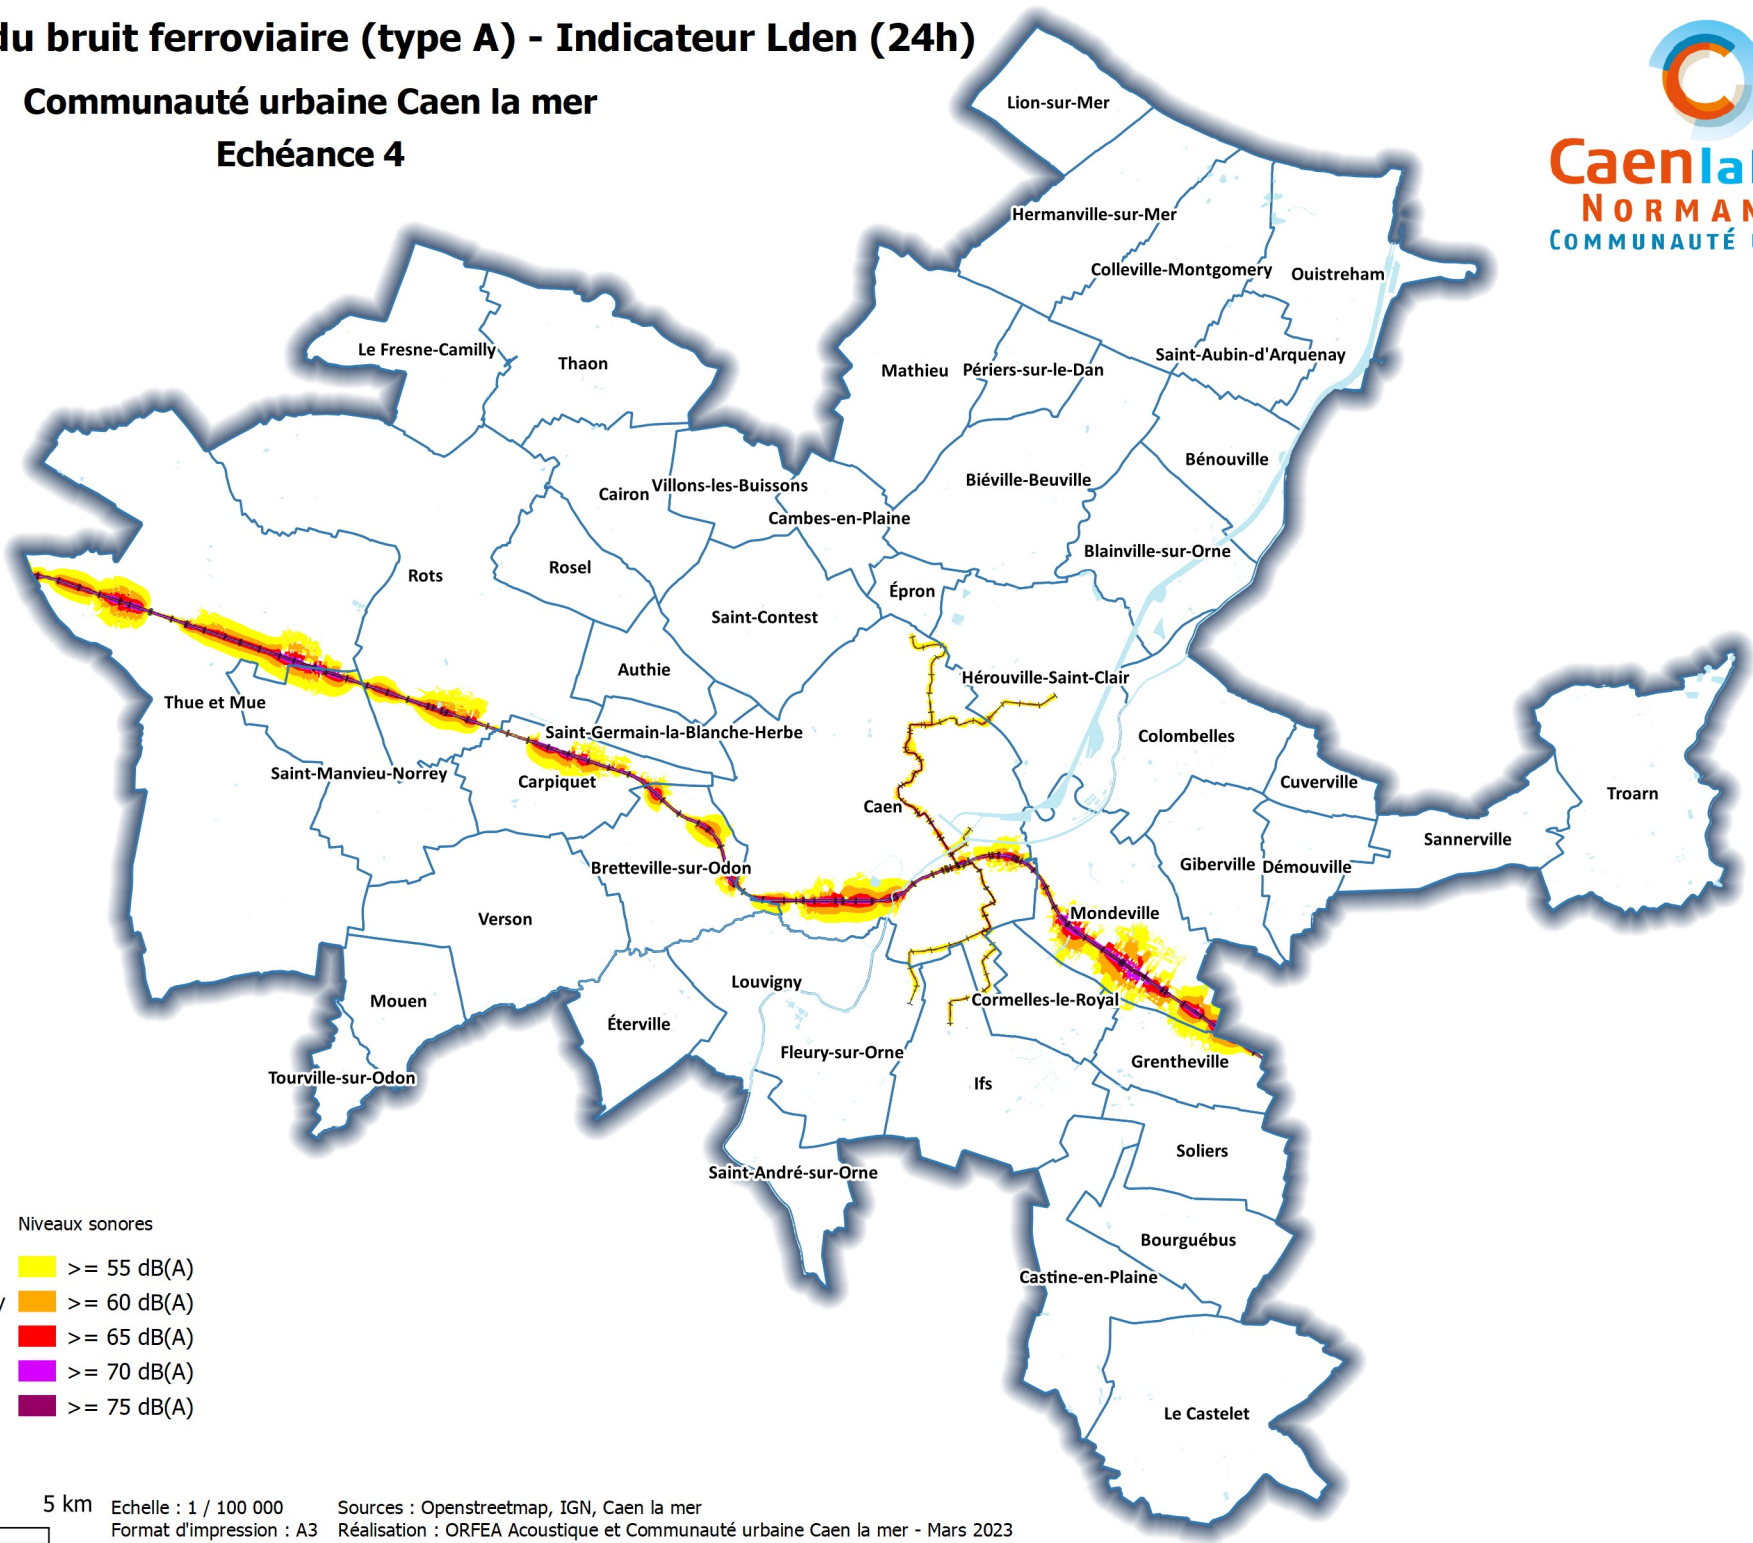 du bruit ferroviaire (type A) - Indicateur Lden (24h)
Communauté urbaine Caen la mer
Echéance 4
Caen la
NORMAN
COMMUNAUTÉ
Lion-sur-Mer
Hermanville-sur-Mer
Colleville-Montgomery
Ouistreham
Le Fresne-Camilly
Thaon
Mathieu
Périers-sur-le-Dan
Saint-Aubin-d'Arquenay
Cairon
Villons-les-Buissons
Biéville-Beuville
Bénouville
Cambes-en-Plaine
Blainville-sur-Orne
Rots
Rosel
Épron
Saint-Contest
Authie
Hérouville-Saint-Clair
Thue et Mue
Saint-Germain-la-Blanche-Herbe
Colombelles
Saint-Manvieu-Norrey
Carpiquet
Cuverville
Troarn
Caen
Sannerville
Bretteville-sur-Odon
Giberville
Démouville
Verson
Mondeville
Louvigny
Mouen
Cormelles-le-Royal
Éterville
Fleury-sur-Orne
Grentheville
Tourville-sur-Odon
Ifs
Soliers
Saint-André-sur-Orne
Bourguébus
Castine-en-Plaine
Le Castelet
Niveaux sonores
>= 55 dB(A)
>= 60 dB(A)
>= 65 dB(A)
>= 70 dB(A)
>= 75 dB(A)
5 km
Echelle : 1 / 100 000
Sources : Openstreetmap, IGN, Caen la mer
Format d'impression : A3
Réalisation : ORFEA Acoustique et Communauté urbaine Caen la mer - Mars 2023